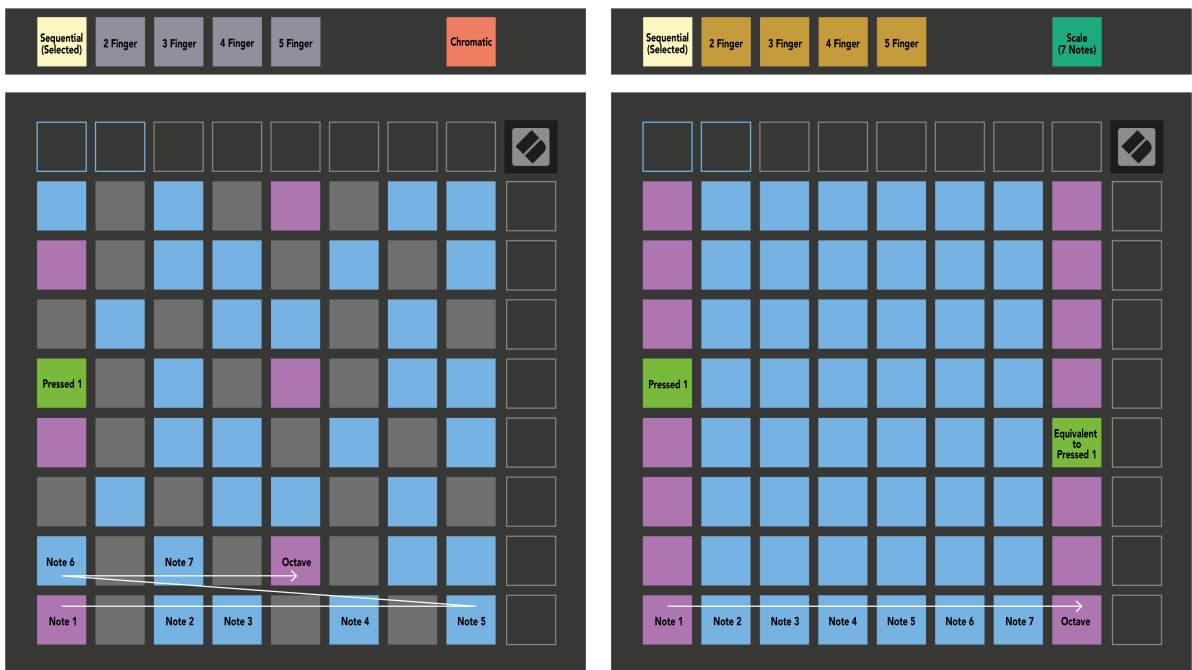 Sequential
(Selected)
2 Finger
3 Finger
4 Finger
5 Finger
Chromatic
Sequential
(Selected)
2 Finger
3 Finger
4 Finger
5 Finger
Scale
(7 Notes)
Pressed 1
Note 6
Note 7
Octave
Note 1
Note 2
Note 3
Note 4
Note 5
Pressed 1
Equivalent
to
Pressed 1
Note 1
Note 2
Note 3
Note 4
Note 5
Note 6
Note 7
Octave